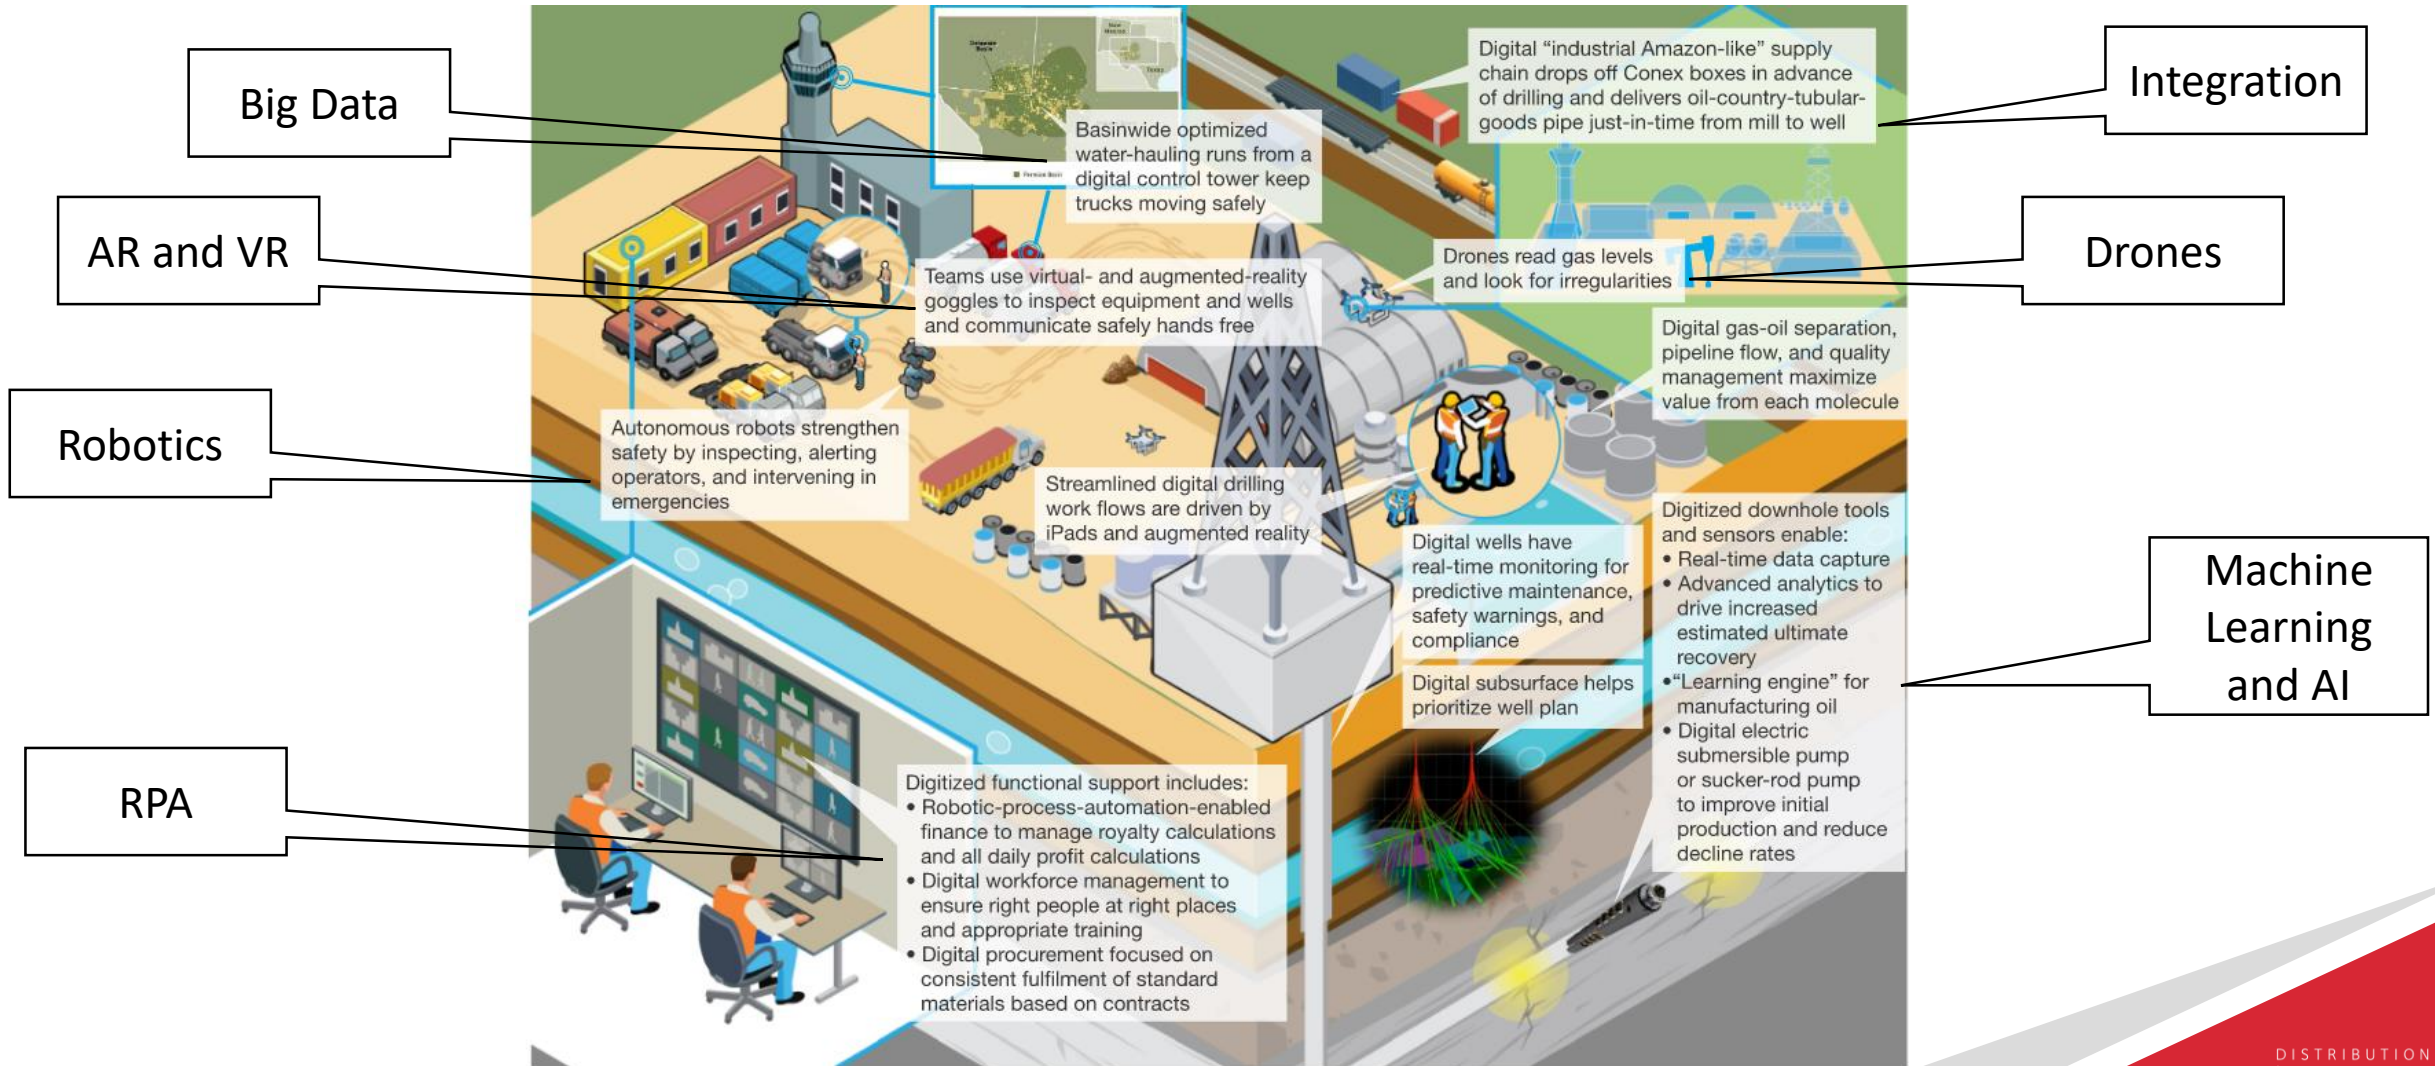 Big Data
AR and VR
Robotics
RPA
Integration
Drones
Machine
Learning
and AI
Delaware
Basin
New
Mexico
Texas
Permian Basin
Basinwide optimized
water-hauling runs from a
digital control tower keep
trucks moving safely
Digital “industrial Amazon-like” supply
chain drops off Conex boxes in advance
of drilling and delivers oil-country-tubular-
goods pipe just-in-time from mill to well
Teams use virtual- and augmented-reality
goggles to inspect equipment and wells
and communicate safely hands free
Drones read gas levels
and look for irregularities
Digital gas-oil separation,
pipeline flow, and quality
management maximize
value from each molecule
Autonomous robots strengthen
safety by inspecting, alerting
operators, and intervening in
emergencies
Streamlined digital drilling
work flows are driven by
iPads and augmented reality
Digital wells have
real-time monitoring for
predictive maintenance,
safety warnings, and
compliance
Digital subsurface helps
prioritize well plan
Digitized downhole tools
and sensors enable:
• Real-time data capture
• Advanced analytics to
drive increased
estimated ultimate
recovery
•“Learning engine” for
manufacturing oil
• Digital electric
submersible pump
or sucker-rod pump
to improve initial
production and reduce
decline rates
Digitized functional support includes:
• Robotic-process-automation-enabled
finance to manage royalty calculations
and all daily profit calculations
• Digital workforce management to
ensure right people at right places
and appropriate training
• Digital procurement focused on
consistent fulfilment of standard
materials based on contracts
DISTRIBUTION